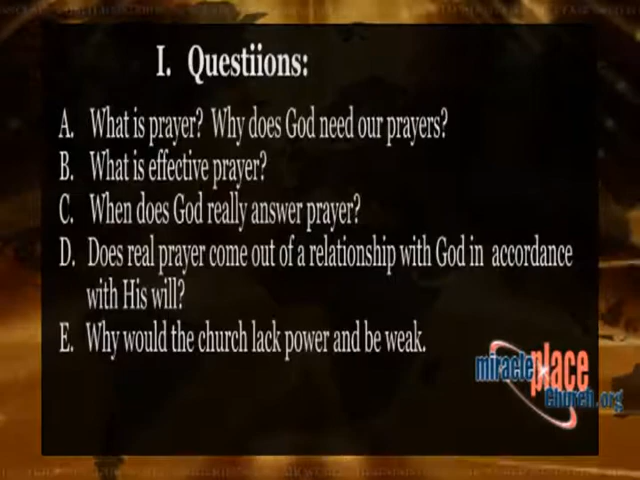 I. Questiions:
A. What is prayer? Why does God need our prayers?
B. What is effective prayer?
C. When does God really answer prayer?
D. Does real prayer come out of a relationship with God in accordance
with His will?
E. Why would the church lack power and be weak.
miracle place
Church.org